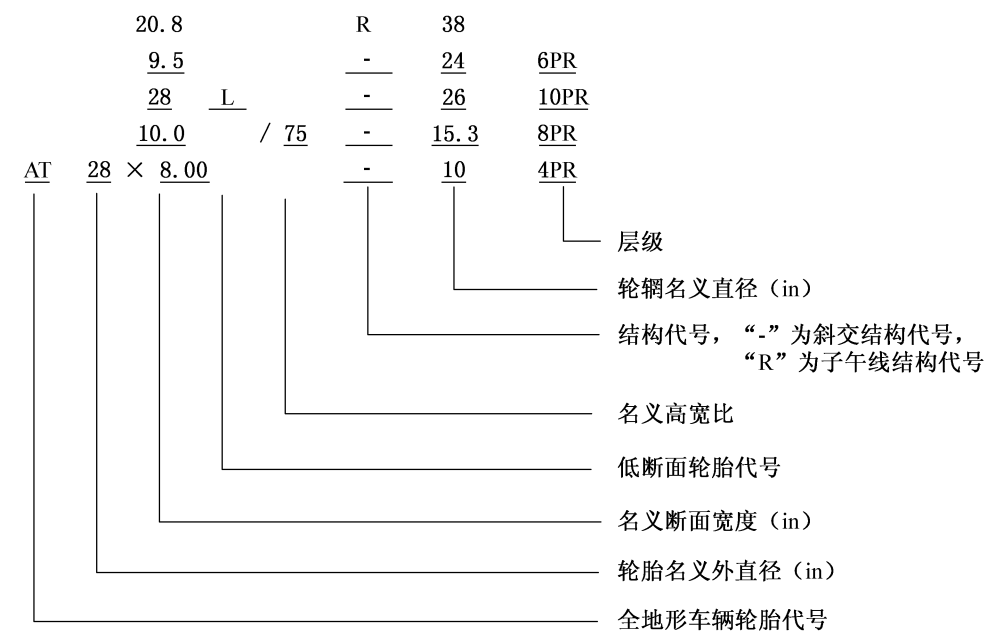 20.8 R 38
9.5 - 24 6PR
28 L - 26 10PR
10.0 / 75 - 15.3 8PR
AT 28 × 8.00 - 10 4PR
层级
轮辋名义直径（in）
结构代号，“-”为斜交结构代号，
“R”为子午线结构代号
名义高宽比
低断面轮胎代号
名义断面宽度（in）
轮胎名义外直径（in）
全地形车辆轮胎代号